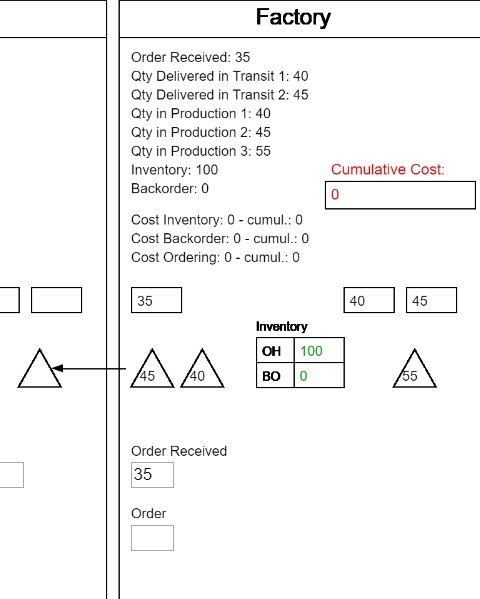 Factory
Order Received: 35
Qty Delivered in Transit 1: 40
Qty Delivered in Transit 2: 45
Qty in Production 1: 40
Qty in Production 2: 45
Qty in Production 3: 55
Inventory: 100
Backorder: 0
Cumulative Cost:
0
Cost Inventory: 0 - cumul.: 0
Cost Backorder: 0 - cumul.: 0
Cost Ordering: 0 - cumul.: 0
35 40 45
Inventory
OH 100
BO 0
45 40 55
Order Received
35
Order